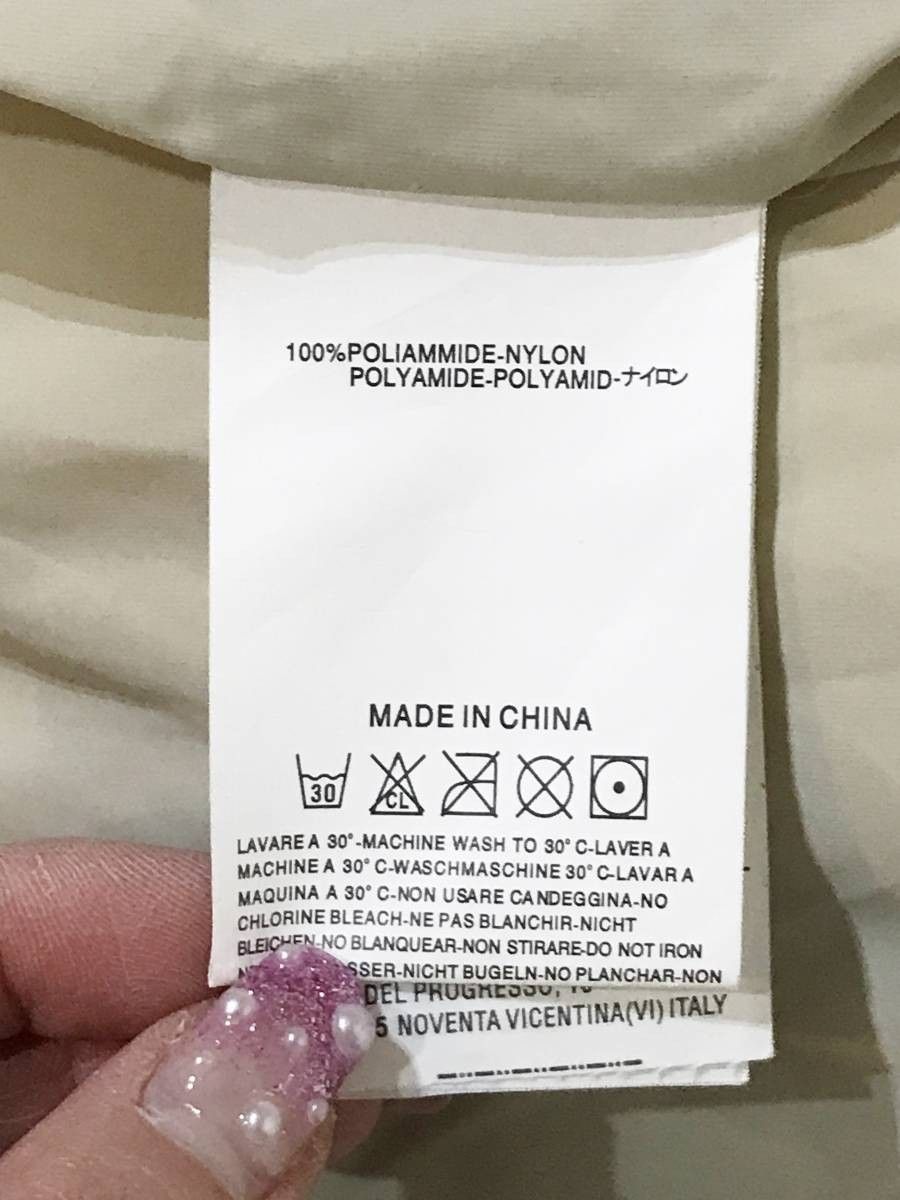 100%POLIAMMIDE-NYLON
POLYAMIDE-POLYAMID-ナイロン
MADE IN CHINA
30 CL
LAVARE A 30°-MACHINE WASH TO 30° C-LAVER A
MACHINE A 30° C-WASCHMASCHINE 30° C-LAVAR A
MAQUINA A 30° C-NON USARE CANDEGGINA-NO
CHLORINE BLEACH-NE PAS BLANCHIR-NICHT
BLEICHEN-NO BLANQUEAR-NON STIRARE-DO NOT IRON
SSER-NICHT BUGELN-NO PLANCHAR-NON
DEL PROGRESSO,
5 NOVENTA VICENTINA(VI) ITALY